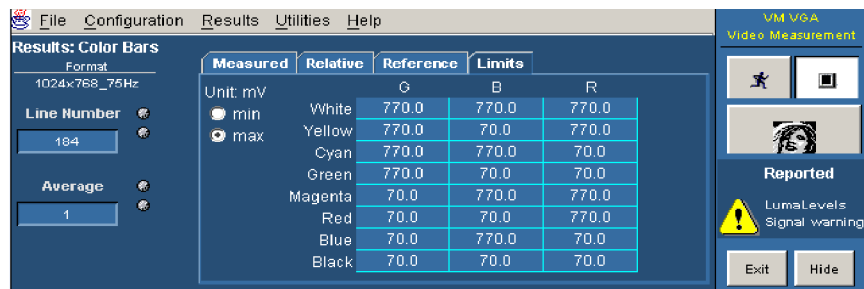 File Configuration Results Utilities Help
Results: Color Bars
Format
1024x768_75Hz
Line Number
184
Average
1
Measured Relative Reference Limits
Unit: mV
min
max
G B R
White 770.0 770.0 770.0
Yellow 770.0 70.0 770.0
Cyan 770.0 770.0 70.0
Green 770.0 70.0 70.0
Magenta 70.0 770.0 770.0
Red 70.0 70.0 770.0
Blue 70.0 770.0 70.0
Black 70.0 70.0 70.0
VM VGA
Video Measurement
Reported
LumaLevels
Signal warning
Exit Hide